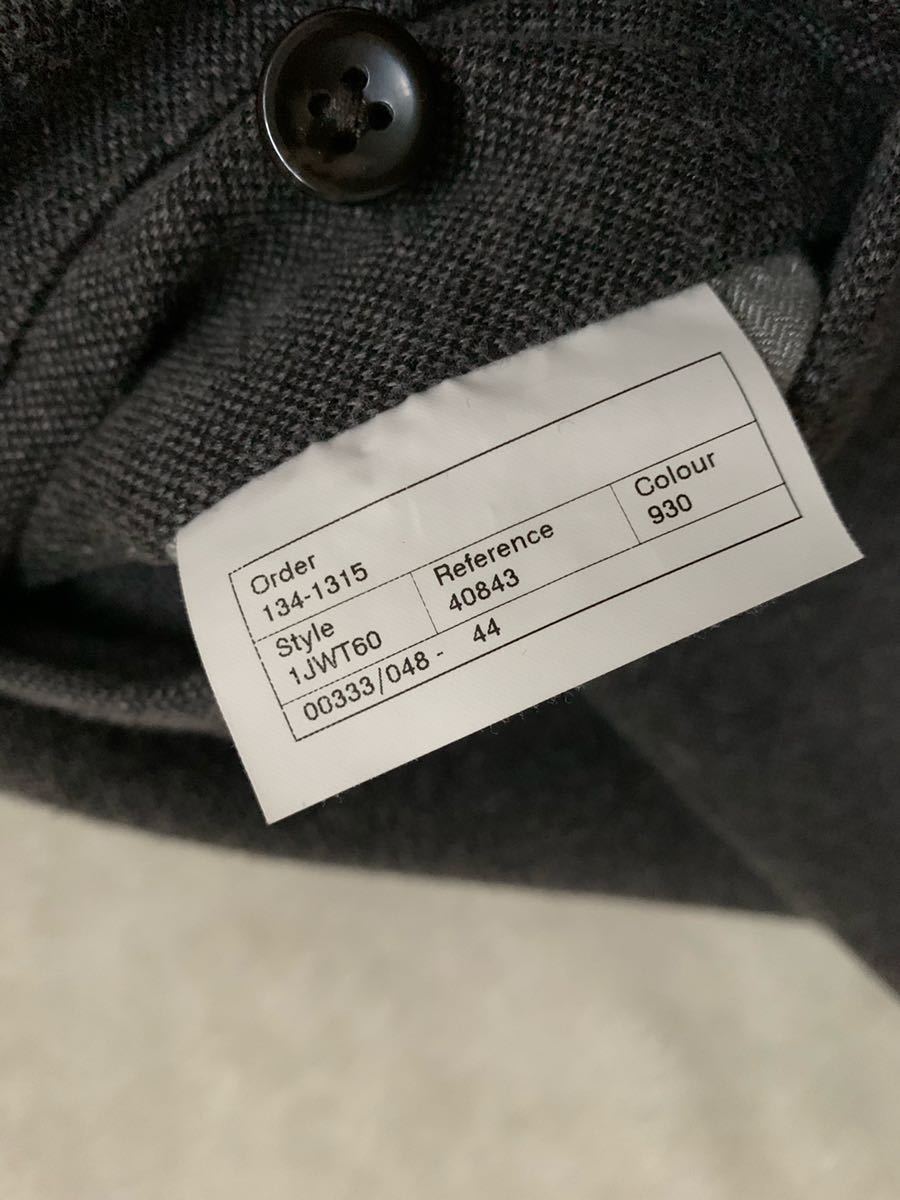 Order
134-1315
Style
1JWT60
Reference
40843
Colour
930
00333/048 - 44